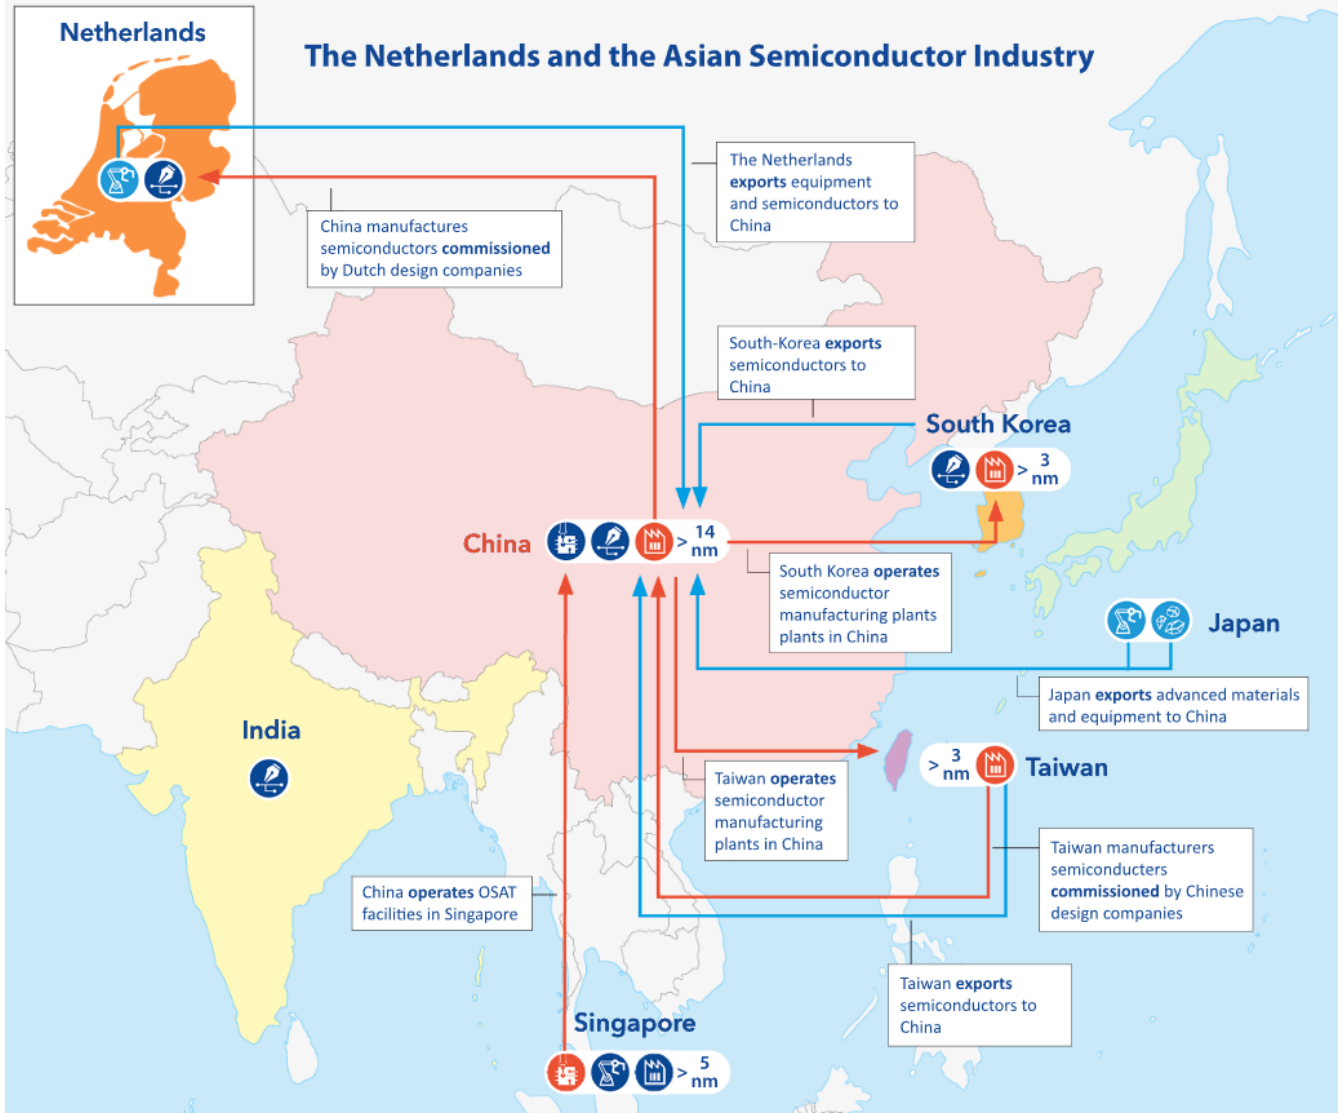 Netherlands
The Netherlands and the Asian Semiconductor Industry
The Netherlands
exports equipment
and semiconductors to
China
China manufactures
semiconductors commissioned
by Dutch design companies
South-Korea exports
semiconductors to
China
South Korea
> 3
nm
China
> 14
nm
South Korea operates
semiconductor
manufacturing plants
plants in China
Japan
Japan exports advanced materials
and equipment to China
India
> 3
nm
Taiwan
Taiwan operates
semiconductor
manufacturing
plants in China
Taiwan manufacturers
semiconducters
commissioned by Chinese
design companies
China operates OSAT
facilities in Singapore
Taiwan exports
semiconductors to
China
Singapore
> 5
nm